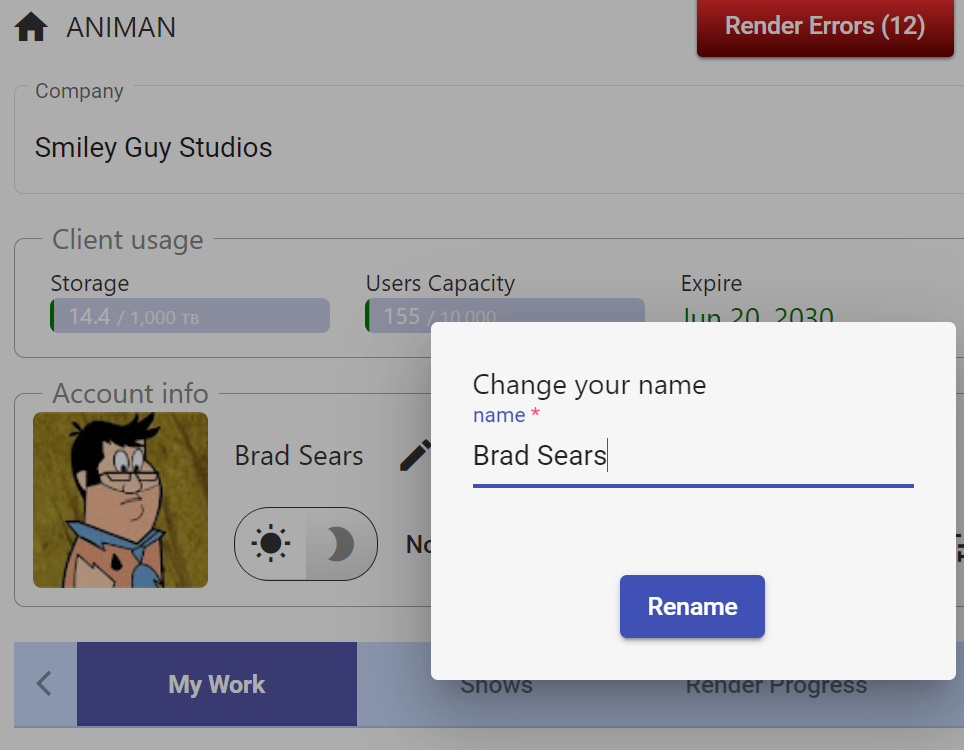 ANIMAN
Render Errors (12)
Company
Smiley Guy Studios
Client usage
Storage
Users Capacity
Expire
14.4 / 1,000 TB
155 / 10,000
Jun 20, 2030
Account info
Brad Sears
Change your name
name *
Brad Sears
Rename
My Work
Shows
Render Progress